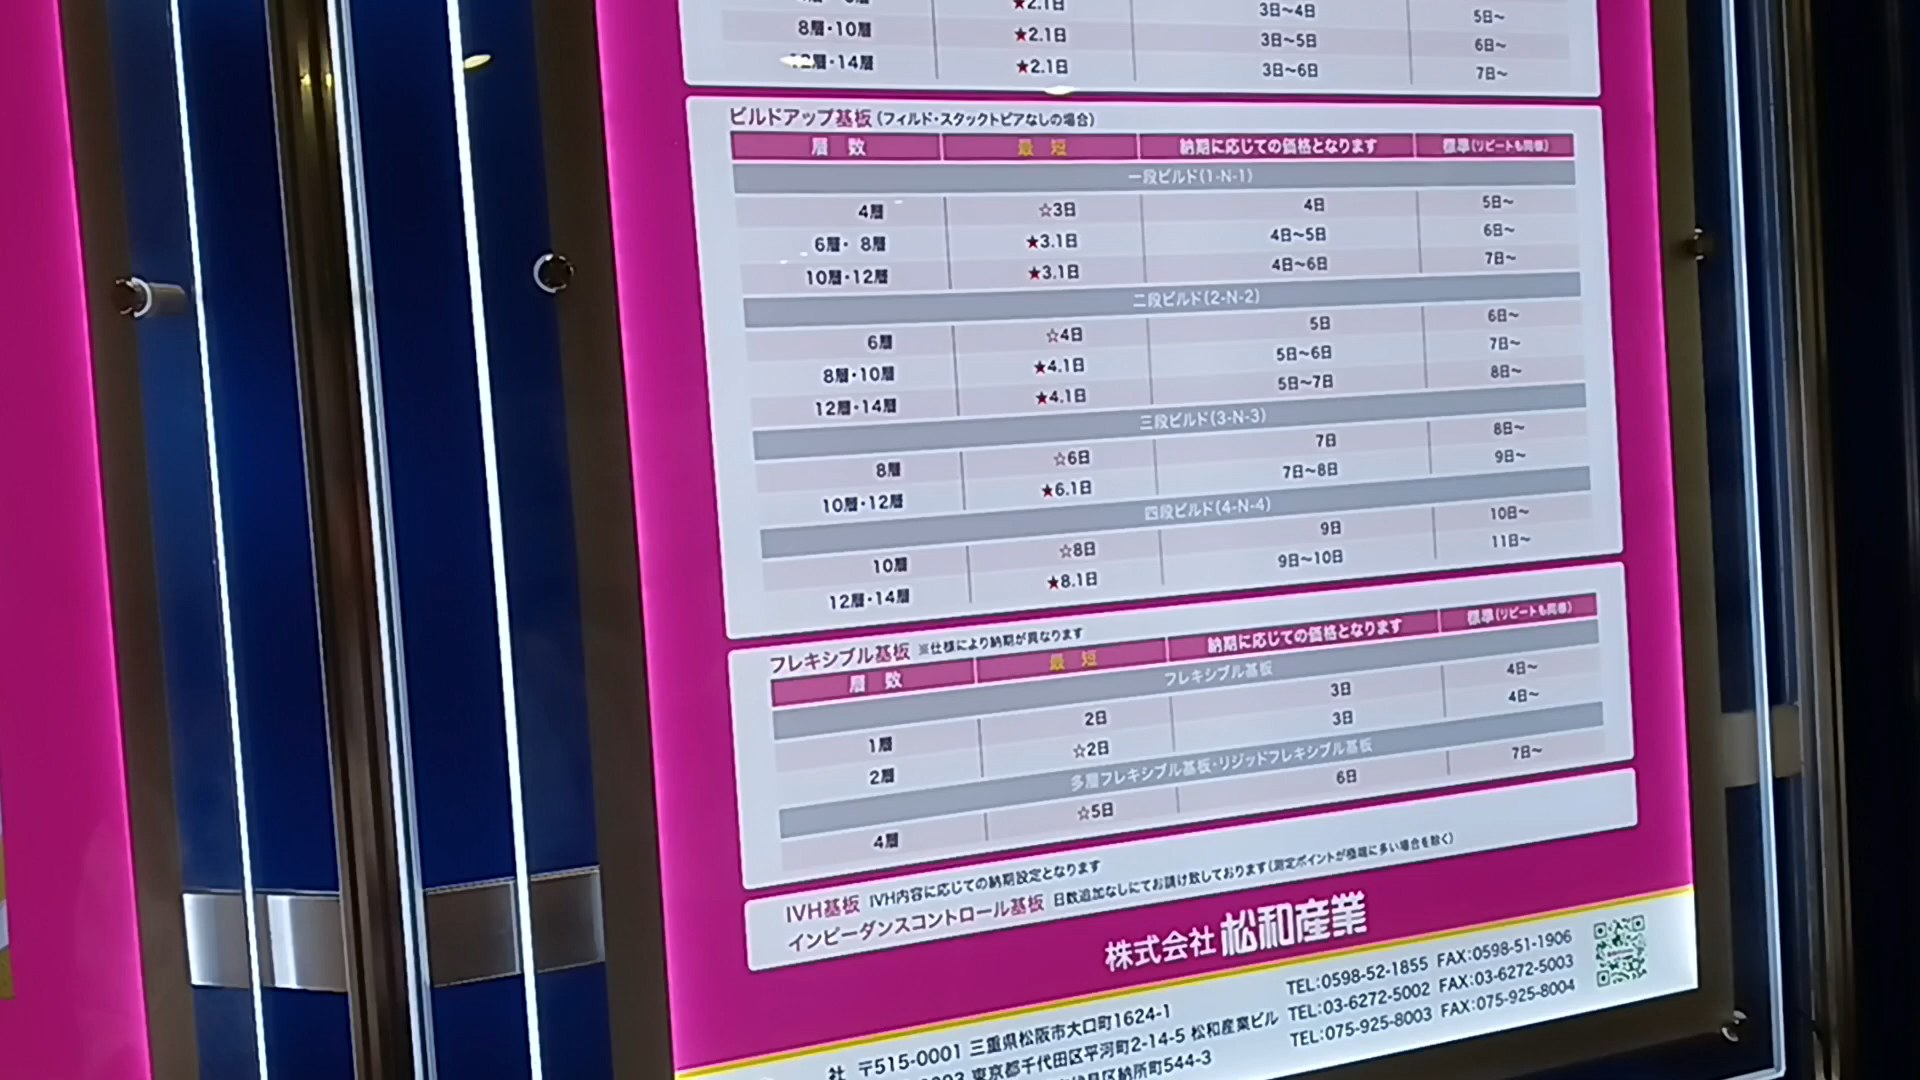 ★2.1日 3日〜4日 5日〜
8層・10層 ★2.1日 3日〜5日 6日〜
12層・14層 ★2.1日 3日〜6日 7日〜
ビルドアップ基板(フィルド・スタックトビアなしの場合)
層 数 最 短 納期に応じての価格となります 標準(リピートも同様)
一段ビルド(1-N-1)
4層 ☆3日 4日 5日〜
6層・ 8層 ★3.1日 4日〜5日 6日〜
10層・12層 ★3.1日 4日〜6日 7日〜
二段ビルド(2-N-2)
6層 ☆4日 5日 6日〜
8層・10層 ★4.1日 5日〜6日 7日〜
12層・14層 ★4.1日 5日〜7日 8日〜
三段ビルド(3-N-3)
8層 ☆6日 7日 8日〜
10層・12層 ★6.1日 7日〜8日 9日〜
四段ビルド(4-N-4)
10層 ☆8日 9日 10日〜
12層・14層 ★8.1日 9日〜10日 11日〜
フレキシブル基板 ※仕様により納期が異なります
層 数 最 短 納期に応じての価格となります 標準(リピートも同様)
フレキシブル基板
1層 2日 3日 4日〜
2層 ☆2日 3日 4日〜
多層フレキシブル基板・リジッドフレキシブル基板
4層 ☆5日 6日 7日〜
IVH基板 IVH内容に応じての納期設定となります
インピーダンスコントロール基板 日数追加なしにてお請け致しております(測定ポイントが極端に多い場合を除く)
株式会社 松和産業
社 〒515-0001 三重県松阪市大口町1624-1 TEL:0598-52-1855 FAX:0598-51-1906
東京都千代田区平河町2-14-5 松和産業ビル TEL:03-6272-5002 FAX:03-6272-5003
区納所町544-3 TEL:075-925-8003 FAX:075-925-8004